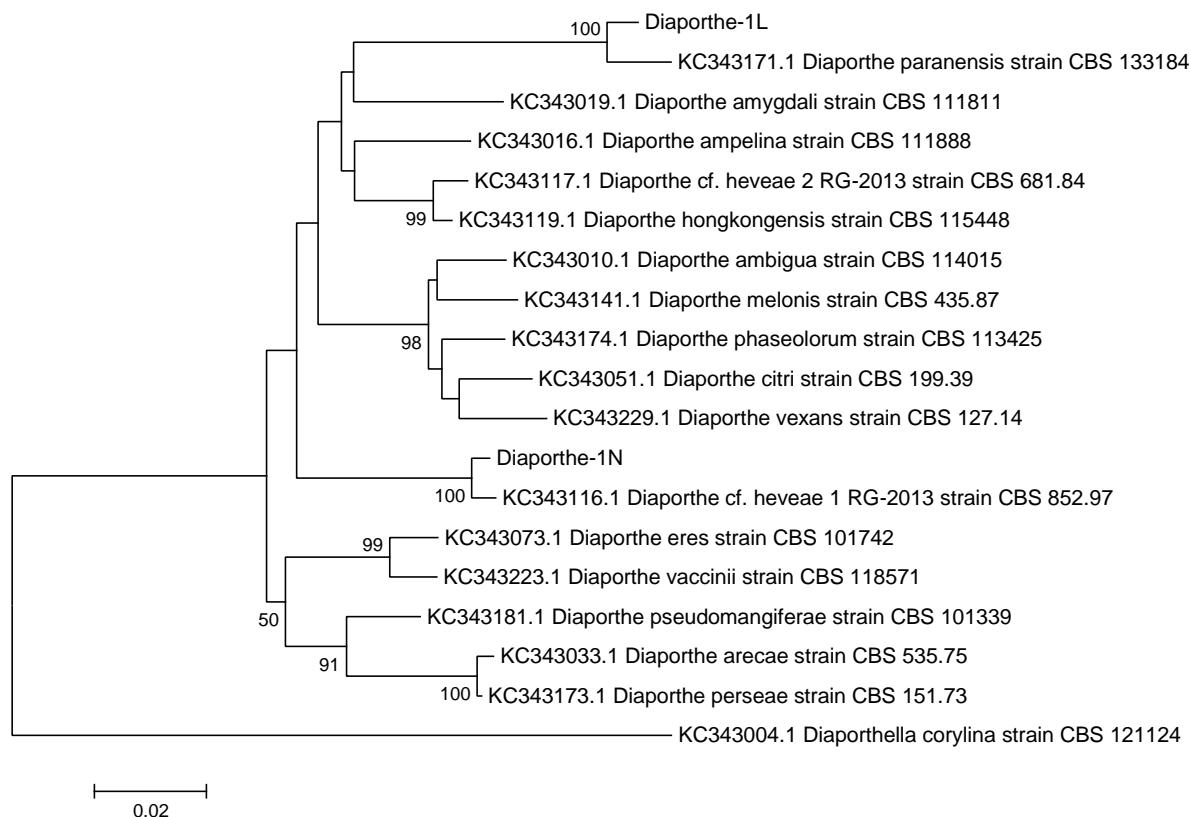 100
Diaporthe-1L
KC343171.1 Diaporthe paranensis strain CBS 133184
KC343019.1 Diaporthe amygdali strain CBS 111811
KC343016.1 Diaporthe ampelina strain CBS 111888
KC343117.1 Diaporthe cf. heveae 2 RG-2013 strain CBS 681.84
99
KC343119.1 Diaporthe hongkongensis strain CBS 115448
KC343010.1 Diaporthe ambigua strain CBS 114015
KC343141.1 Diaporthe melonis strain CBS 435.87
98
KC343174.1 Diaporthe phaseolorum strain CBS 113425
KC343051.1 Diaporthe citri strain CBS 199.39
KC343229.1 Diaporthe vexans strain CBS 127.14
Diaporthe-1N
100
KC343116.1 Diaporthe cf. heveae 1 RG-2013 strain CBS 852.97
99
KC343073.1 Diaporthe eres strain CBS 101742
KC343223.1 Diaporthe vaccinii strain CBS 118571
50
KC343181.1 Diaporthe pseudomangiferae strain CBS 101339
91
KC343033.1 Diaporthe arecae strain CBS 535.75
100
KC343173.1 Diaporthe perseae strain CBS 151.73
KC343004.1 Diaporthella corylina strain CBS 121124
0.02